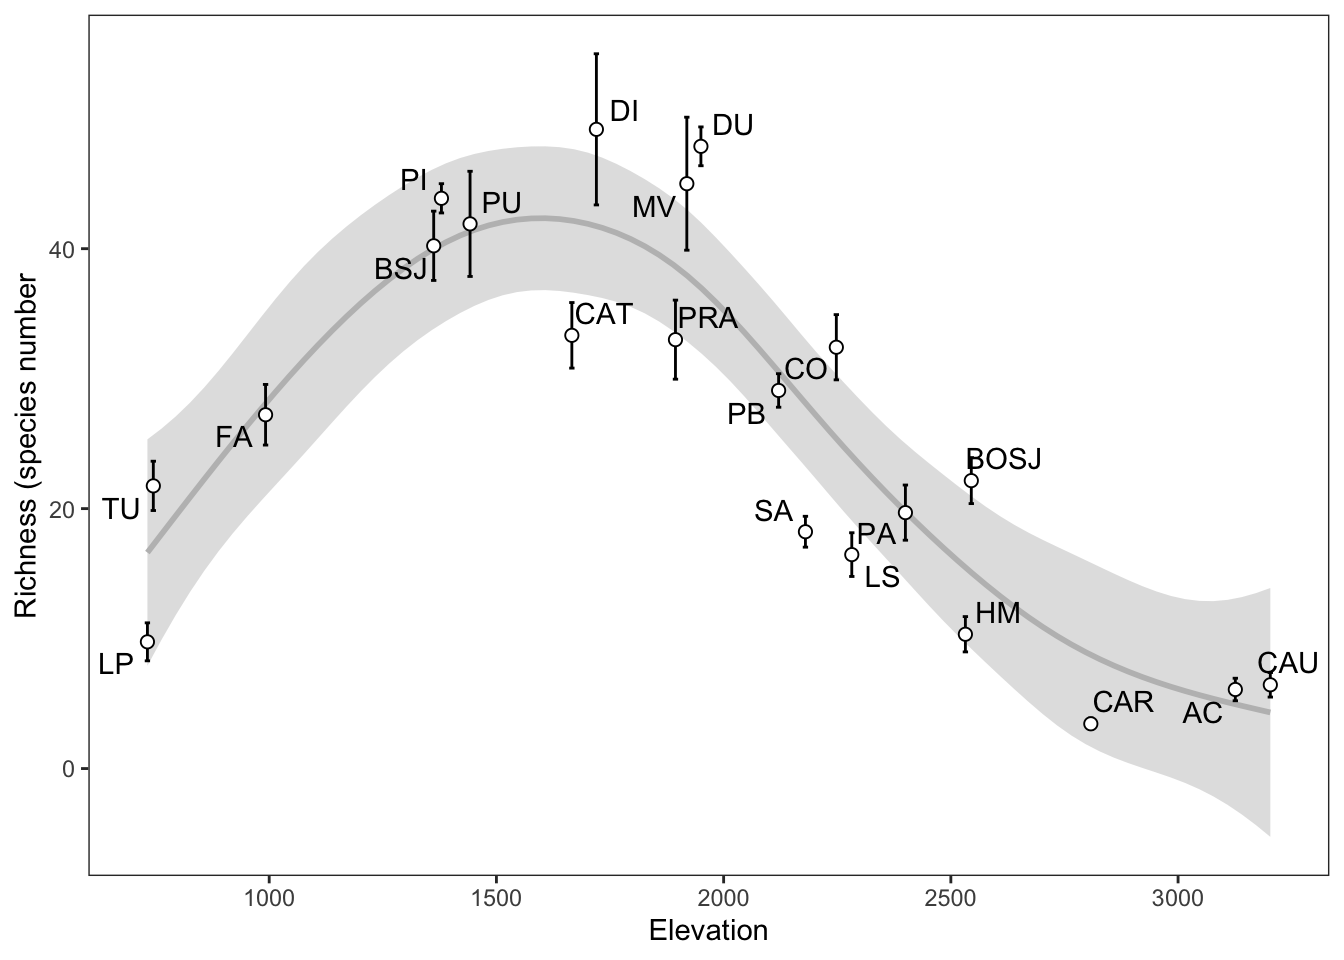 DI
DU
PI
PU
MV
40
BSJ
CAT
PRA
CO
PB
FA
BOSJ
TU
20
SA
PA
LS
HM
LP
CAU
CAR
AC
0
1000 1500 2000 2500 3000
Elevation
Richness (species number